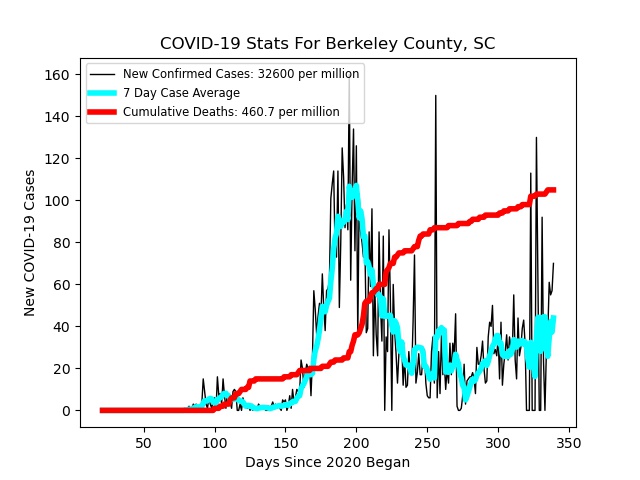 COVID-19 Stats For Berkeley County, SC
New Confirmed Cases: 32600 per million
7 Day Case Average
Cumulative Deaths: 460.7 per million
New COVID-19 Cases
160
140
120
100
80
60
40
20
0
50 100 150 200 250 300 350
Days Since 2020 Began